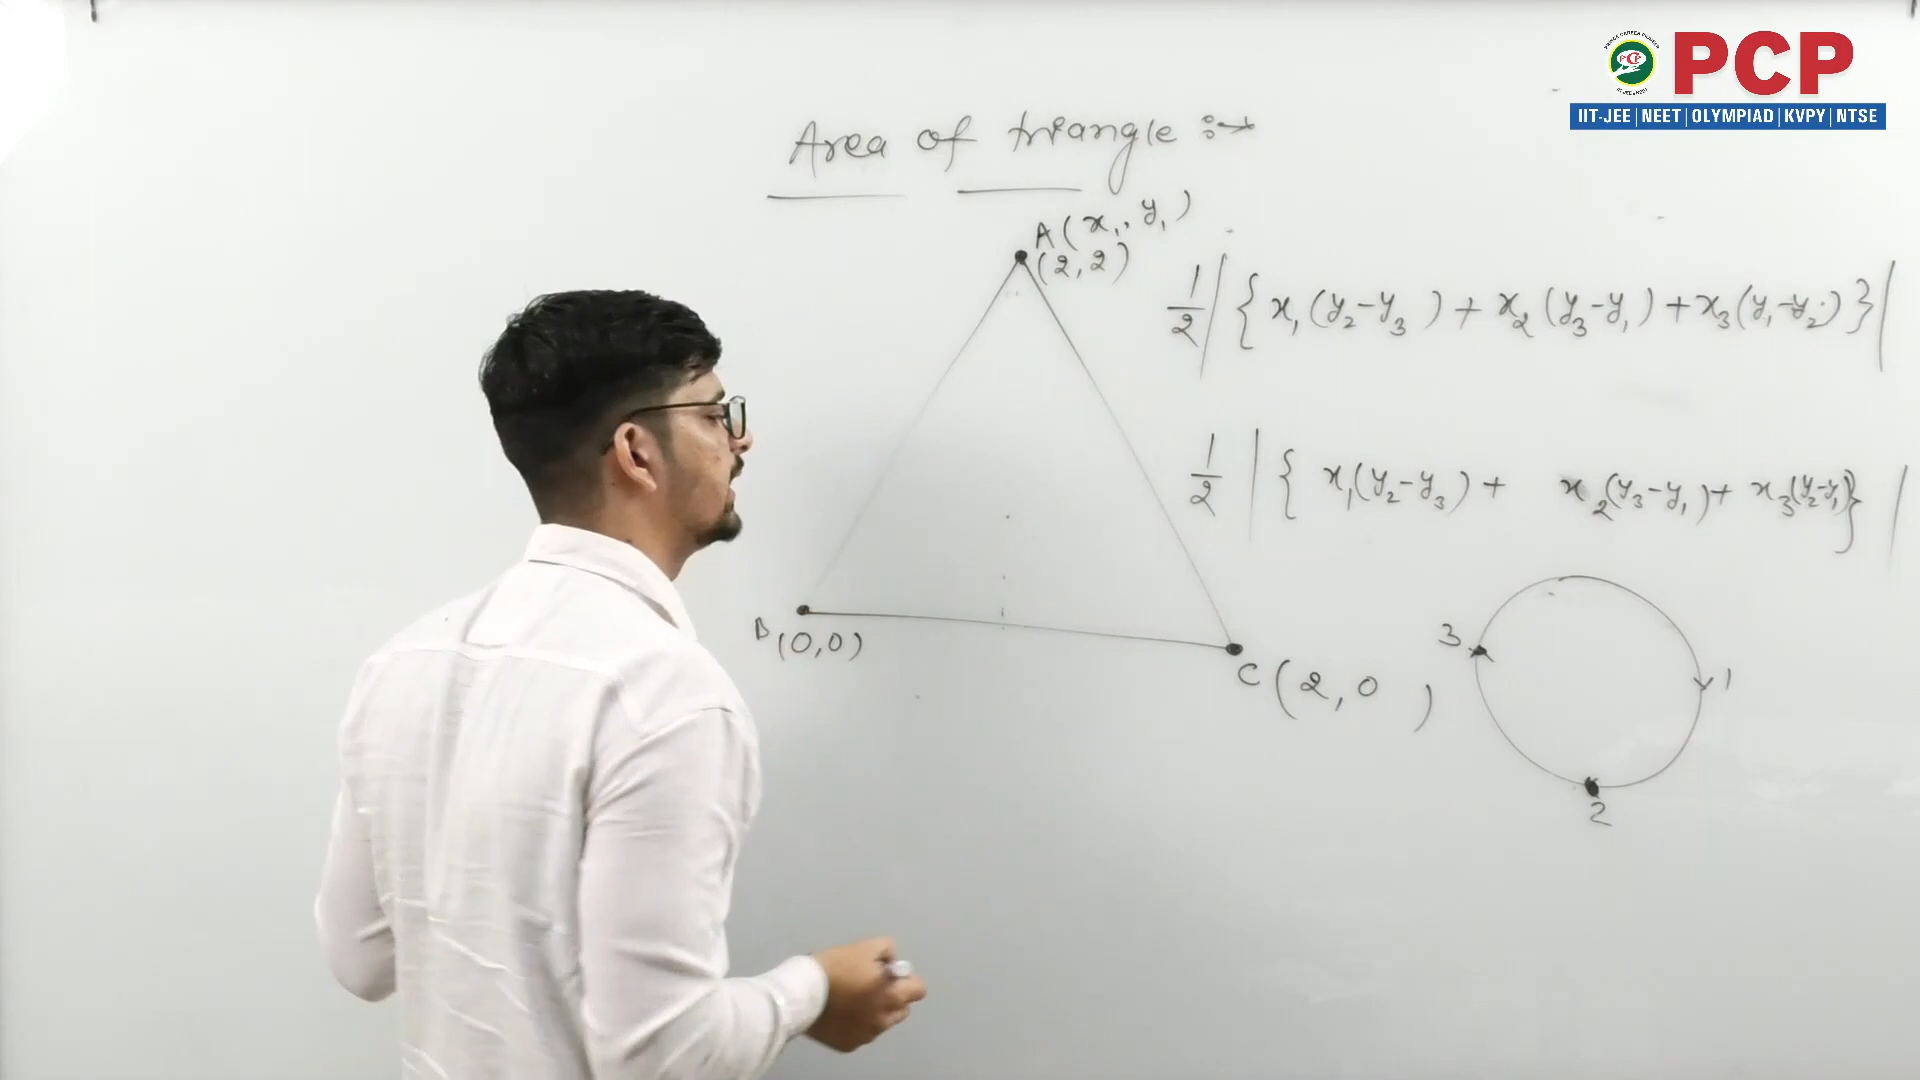 PCP
IIT-JEE | NEET | OLYMPIAD | KVPY | NTSE
Area of triangle :→
A(x₁, y₁)
(2,2)
1/2 |{x₁(y₂-y₃) + x₂(y₃-y₁) + x₃(y₁-y₂)}|
1/2 |{ x₁(y₂-y₃) + x₂(y₃-y₁) + x₃(y₂-y₁)}|
B(0,0)
C(2,0)
3
1
2